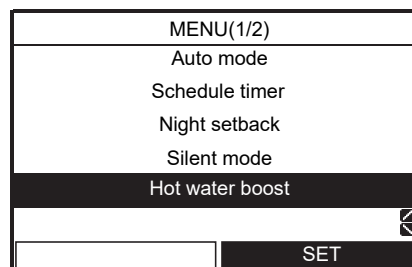 MENU(1/2)
Auto mode
Schedule timer
Night setback
Silent mode
Hot water boost
SET